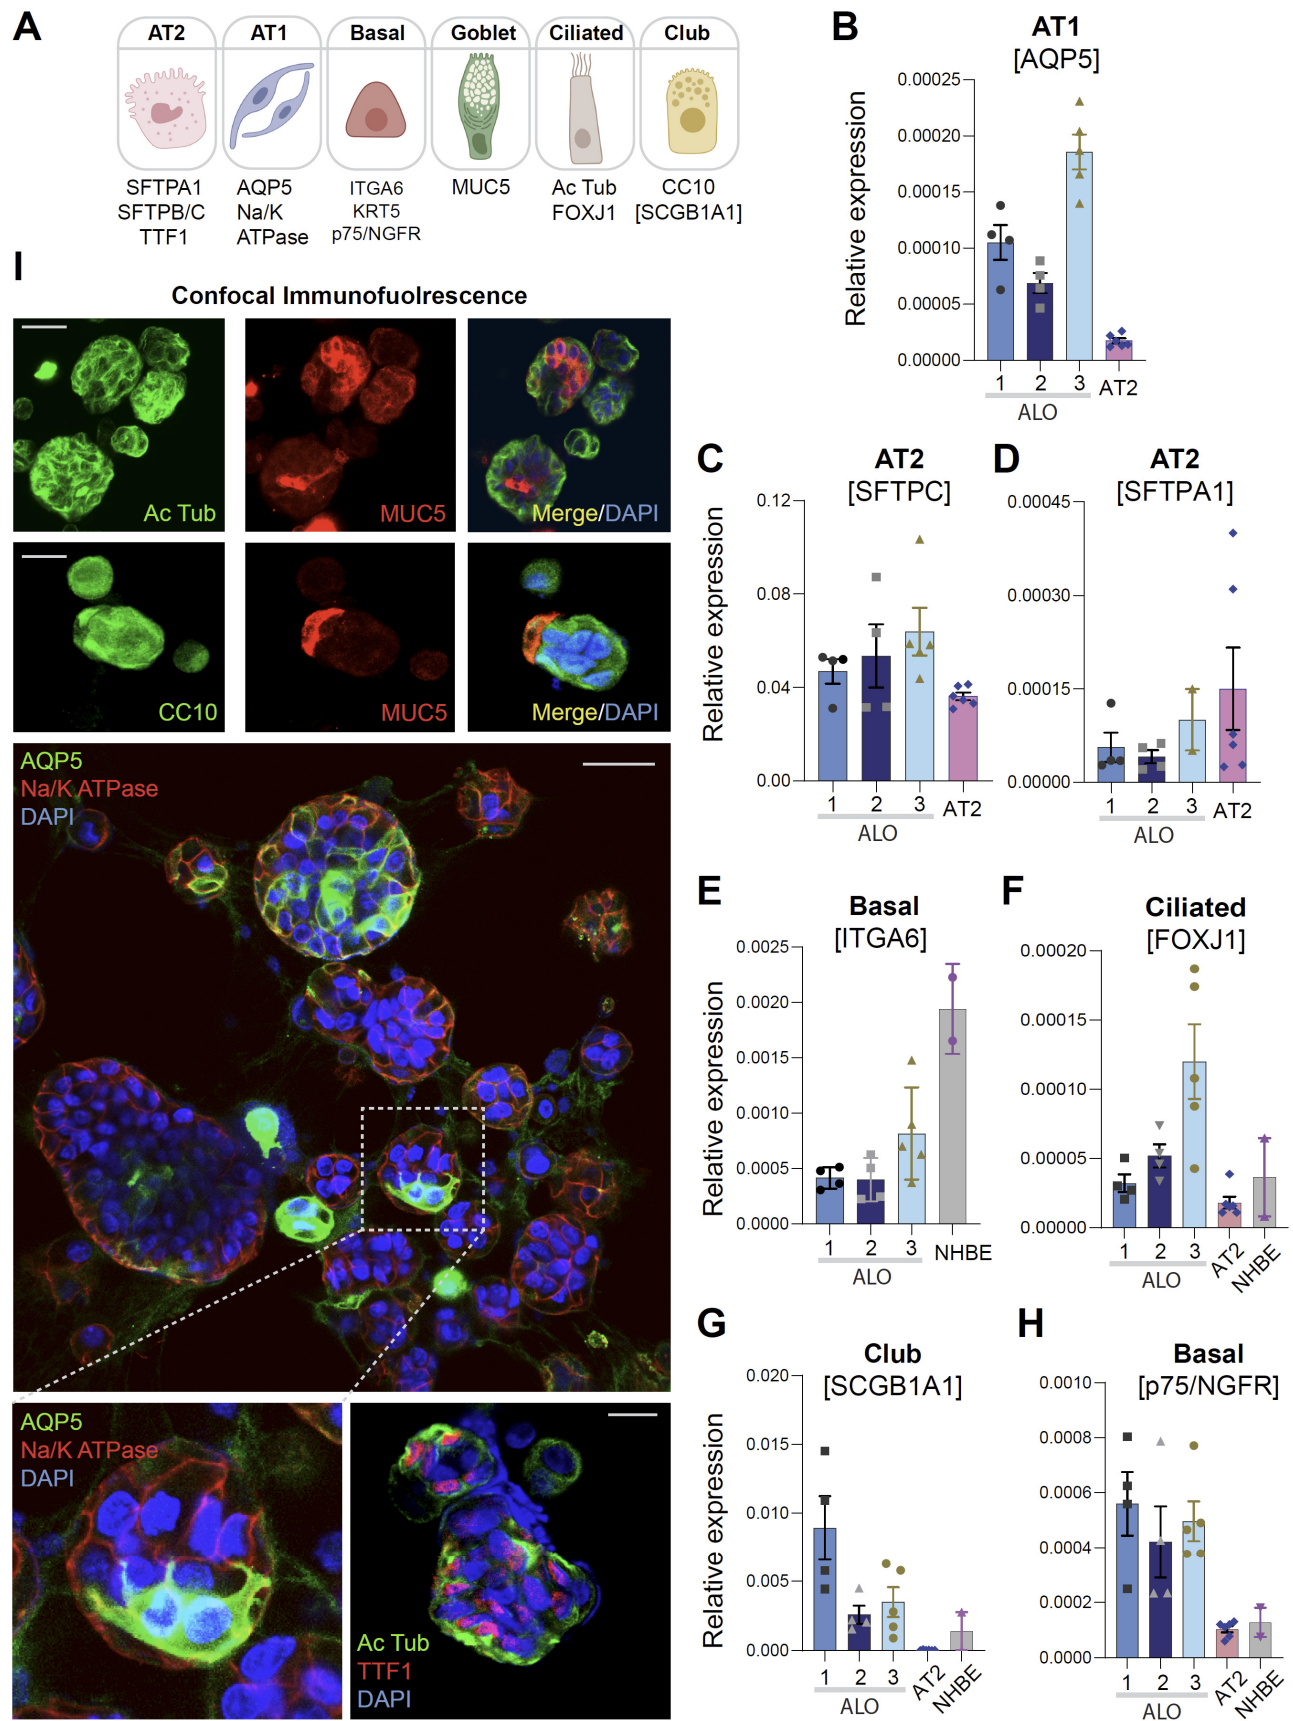 A
AT2
AT1
Basal
Goblet
Ciliated
Club
SFTPA1
SFTPB/C
TTF1
AQP5
Na/K
ATPase
ITGA6
KRT5
p75/NGFR
MUC5
Ac Tub
FOXJ1
CC10
[SCGB1A1]
B
AT1
[AQP5]
Relative expression
0.00025
0.00020
0.00015
0.00010
0.00005
0.00000
1
2
3
AT2
ALO
C
AT2
[SFTPC]
Relative expression
0.12
0.08
0.04
0.00
1
2
3
AT2
ALO
D
AT2
[SFTPA1]
0.00045
0.00030
0.00015
0.00000
1
2
3
AT2
ALO
E
Basal
[ITGA6]
Relative expression
0.0025
0.0020
0.0015
0.0010
0.0005
0.0000
1
2
3
NHBE
ALO
F
Ciliated
[FOXJ1]
0.00020
0.00015
0.00010
0.00005
0.00000
1
2
3
AT2
NHBE
ALO
G
Club
[SCGB1A1]
Relative expression
0.020
0.015
0.010
0.005
0.000
1
2
3
AT2
NHBE
ALO
H
Basal
[p75/NGFR]
0.0010
0.0008
0.0006
0.0004
0.0002
0.0000
1
2
3
AT2
NHBE
ALO
I
Confocal Immunofuolrescence
Ac Tub
MUC5
Merge/DAPI
CC10
MUC5
Merge/DAPI
AQP5
Na/K ATPase
DAPI
AQP5
Na/K ATPase
DAPI
Ac Tub
TTF1
DAPI